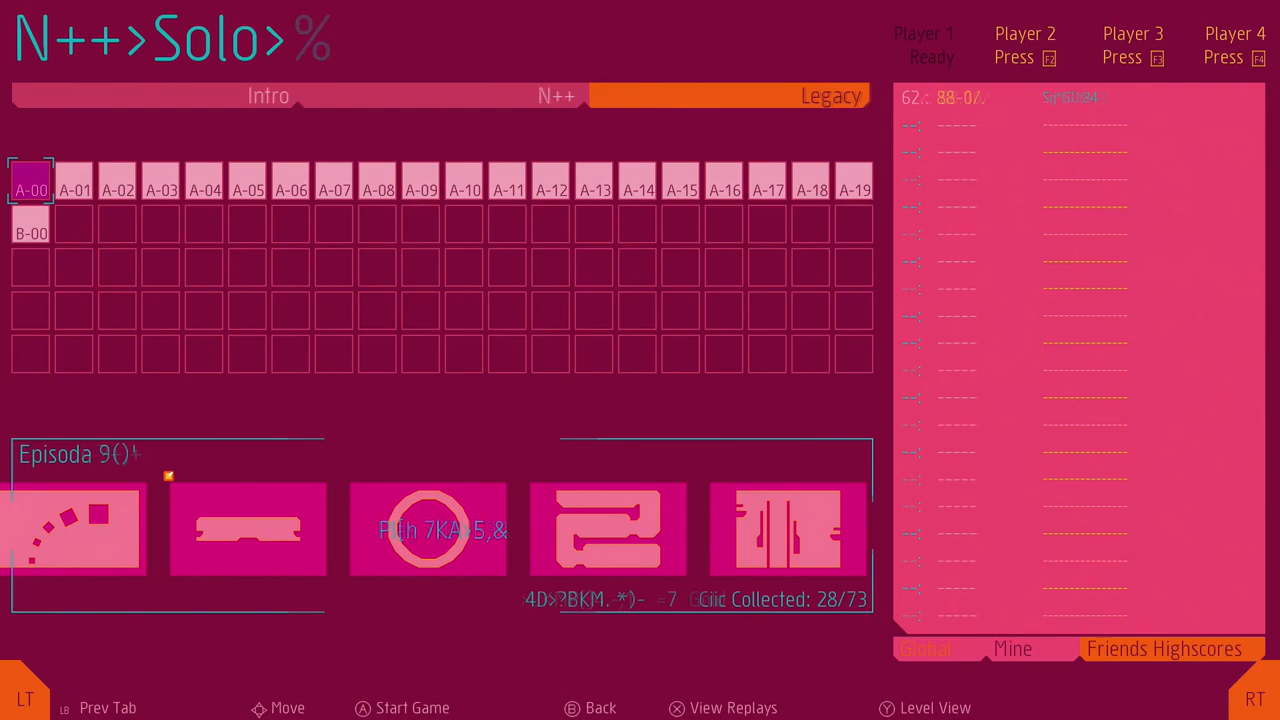 N++>Solo>%
Player 1 Player 2 Player 3 Player 4
Ready Press F2 Press F3 Press F4
Intro N++ Legacy
A-00 A-01 A-02 A-03 A-04 A-05 A-06 A-07 A-08 A-09 A-10 A-11 A-12 A-13 A-14 A-15 A-16 A-17 A-18 A-19
B-00
Episoda
Collected: 28/73
Global Mine Friends Highscores
LT LB Prev Tab Move A Start Game B Back X View Replays Y Level View RT